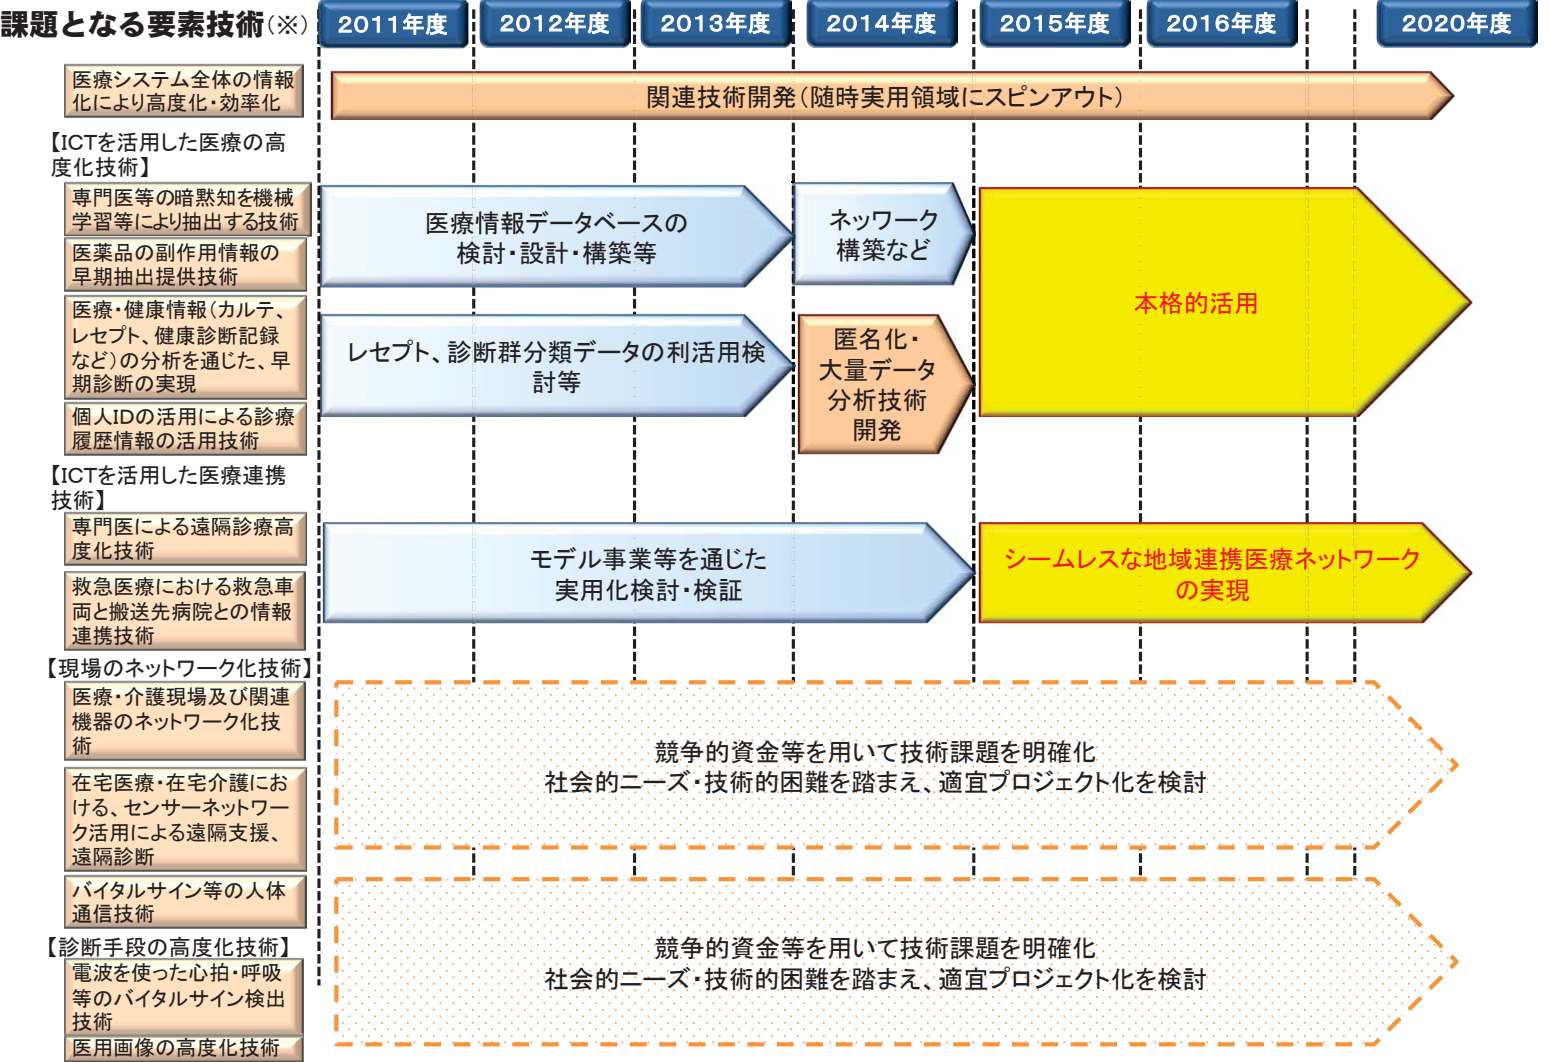 課題となる要素技術(※)
2011年度
2012年度
2013年度
2014年度
2015年度
2016年度
2020年度
医療システム全体の情報
化により高度化・効率化
関連技術開発(随時実用領域にスピンアウト)
【ICTを活用した医療の高
度化技術】
専門医等の暗黙知を機械
学習等により抽出する技術
医薬品の副作用情報の
早期抽出提供技術
医療・健康情報(カルテ、
レセプト、健康診断記録
など)の分析を通じた、早
期診断の実現
個人IDの活用による診療
履歴情報の活用技術
医療情報データベースの
検討・設計・構築等
ネッワーク
構築など
レセプト、診断群分類データの利活用検
討等
匿名化・
大量データ
分析技術
開発
本格的活用
【ICTを活用した医療連携
技術】
専門医による遠隔診療高
度化技術
救急医療における救急車
両と搬送先病院との情報
連携技術
モデル事業等を通じた
実用化検討・検証
シームレスな地域連携医療ネットワーク
の実現
【現場のネットワーク化技術】
医療・介護現場及び関連
機器のネットワーク化技
術
在宅医療・在宅介護にお
ける、センサーネットワー
ク活用による遠隔支援、
遠隔診断
バイタルサイン等の人体
通信技術
競争的資金等を用いて技術課題を明確化
社会的ニーズ・技術的困難を踏まえ、適宜プロジェクト化を検討
【診断手段の高度化技術】
電波を使った心拍・呼吸
等のバイタルサイン検出
技術
医用画像の高度化技術
競争的資金等を用いて技術課題を明確化
社会的ニーズ・技術的困難を踏まえ、適宜プロジェクト化を検討